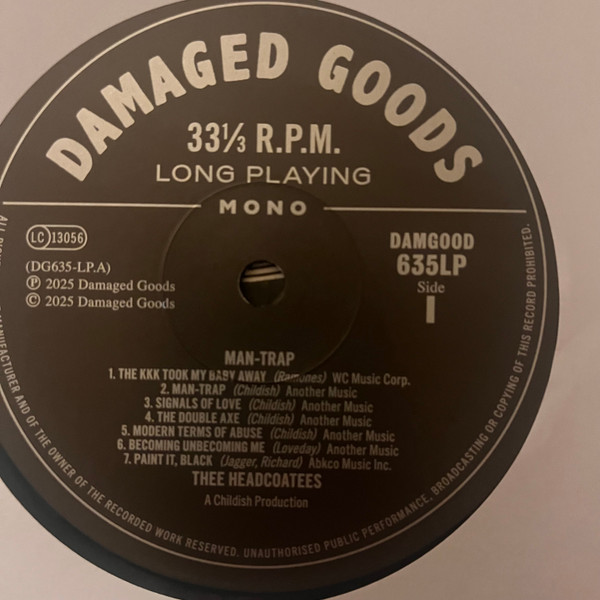 DAMAGED GOODS
33⅓ R.P.M.
LONG PLAYING
MONO
LC 13056
(DG635-LP.A)
Ⓟ 2025 Damaged Goods
© 2025 Damaged Goods
DAMGOOD
635LP
Side
1
MAN-TRAP
1. THE KKK TOOK MY BABY AWAY (Ramones) WC Music Corp.
2. MAN-TRAP (Childish) Another Music
3. SIGNALS OF LOVE (Childish) Another Music
4. THE DOUBLE AXE (Childish) Another Music
5. MODERN TERMS OF ABUSE (Childish) Another Music
6. BECOMING UNBECOMING ME (Loveday) Another Music
7. PAINT IT, BLACK (Jagger, Richard) Abkco Music Inc.
THEE HEADCOATEES
A Childish Production
MANUFACTURER AND OF THE OWNER OF THE RECORDED WORK RESERVED. UNAUTHORISED PUBLIC PERFORMANCE, BROADCASTING OR COPYING OF THIS RECORD PROHIBITED.